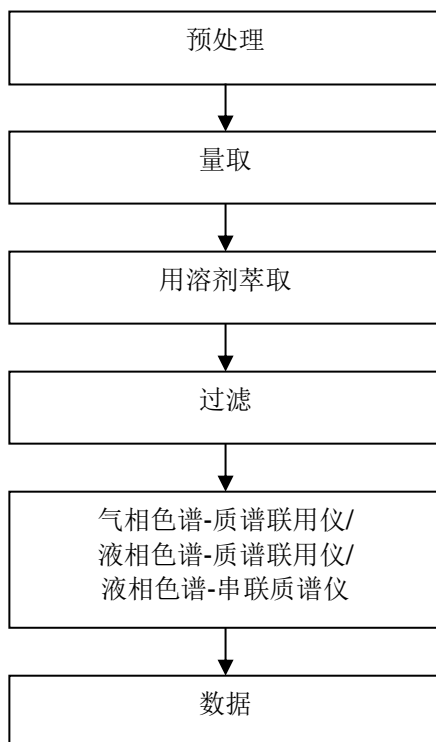 预处理
量取
用溶剂萃取
过滤
气相色谱-质谱联用仪/
液相色谱-质谱联用仪/
液相色谱-串联质谱仪
数据